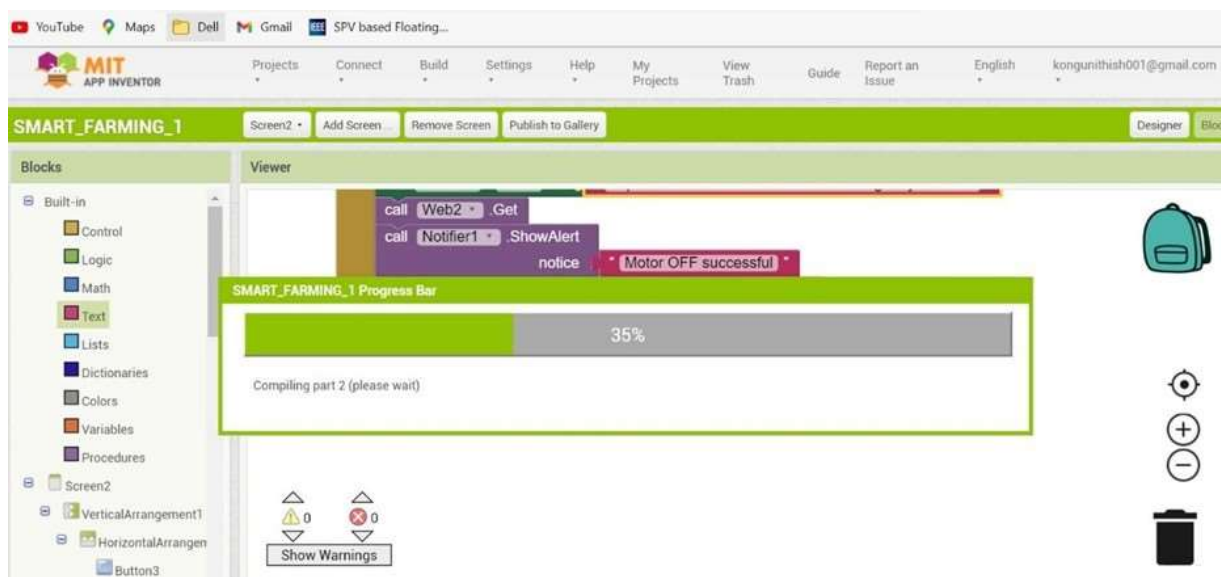 YouTube Maps Dell Gmail IEEE SPV based Floating...
MIT
APP INVENTOR
Projects Connect Build Settings Help My Projects View Trash Guide Report an Issue English kongunithish001@gmail.com
SMART_FARMING_1 Screen2 Add Screen ... Remove Screen Publish to Gallery Designer Blo
Blocks Viewer
Built-in
Control
Logic
Math
Text
Lists
Dictionaries
Colors
Variables
Procedures
Screen2
VerticalArrangement1
HorizontalArrangen
Button3
call Web2 .Get
call Notifier1 .ShowAlert
notice " Motor OFF successful "
SMART_FARMING_1 Progress Bar
35%
Compiling part 2 (please wait)
0 0
Show Warnings